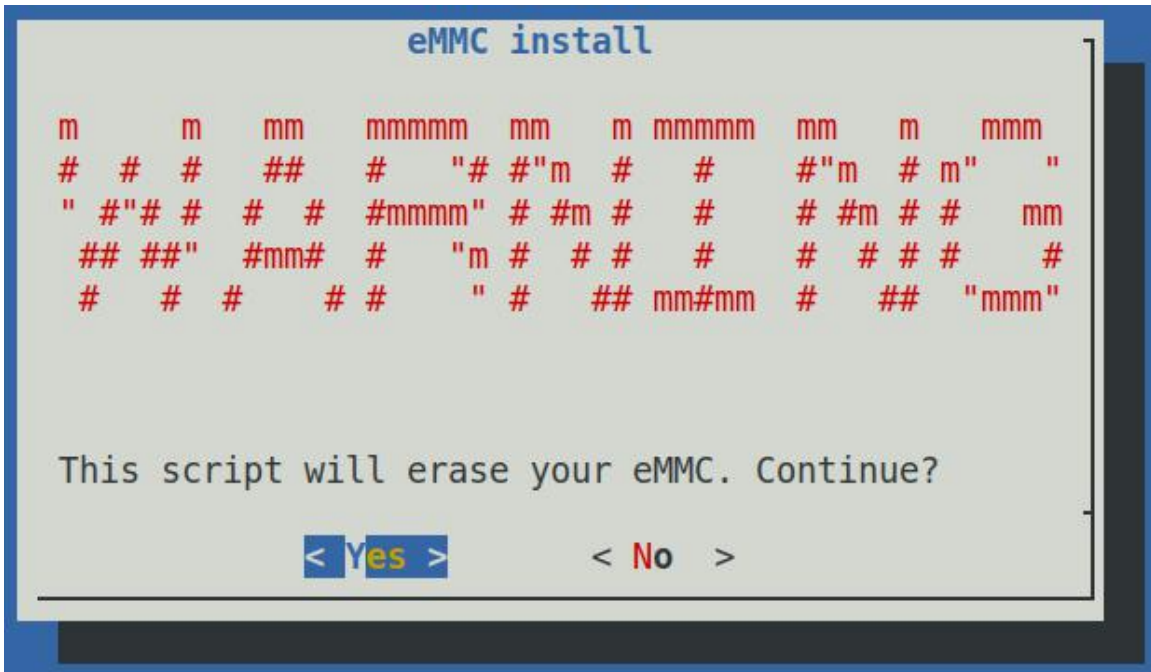 eMMC install
WARNING
This script will erase your eMMC. Continue?
< Yes > < No >